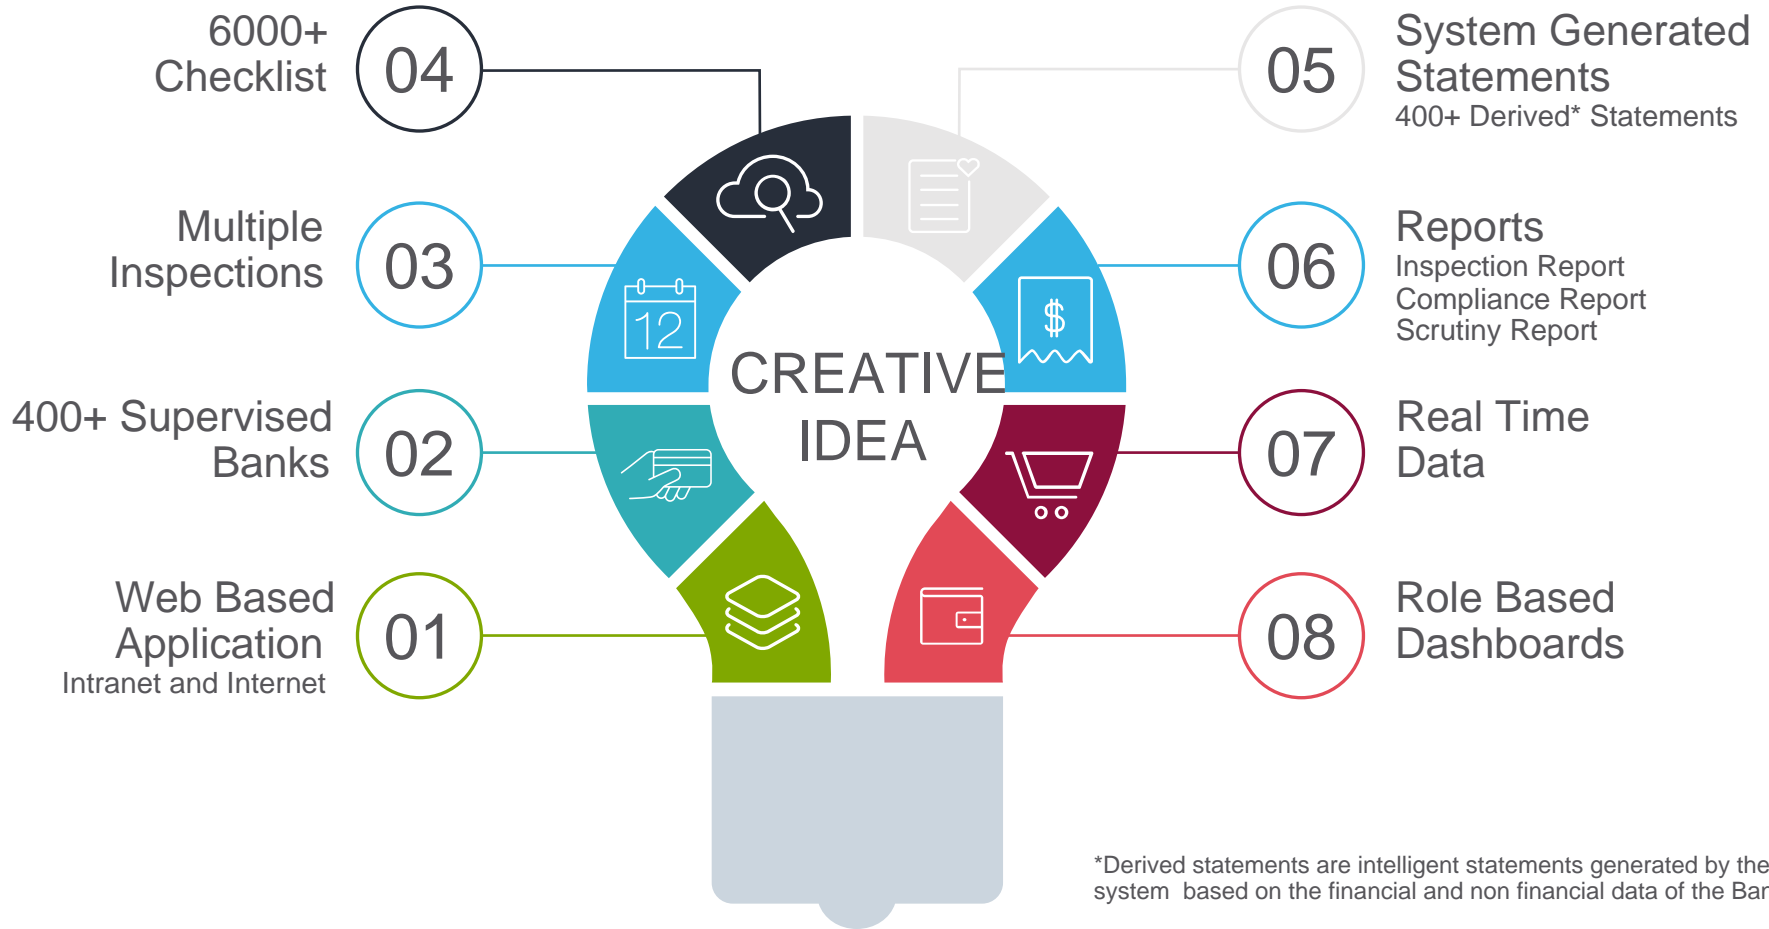 6000+
Checklist
04
Multiple
Inspections
03
400+ Supervised
Banks
02
Web Based
Application
Intranet and Internet
01
12
CREATIVE
IDEA
$
05
System Generated
Statements
400+ Derived* Statements
06
Reports
Inspection Report
Compliance Report
Scrutiny Report
07
Real Time
Data
08
Role Based
Dashboards
*Derived statements are intelligent statements generated by the
system based on the financial and non financial data of the